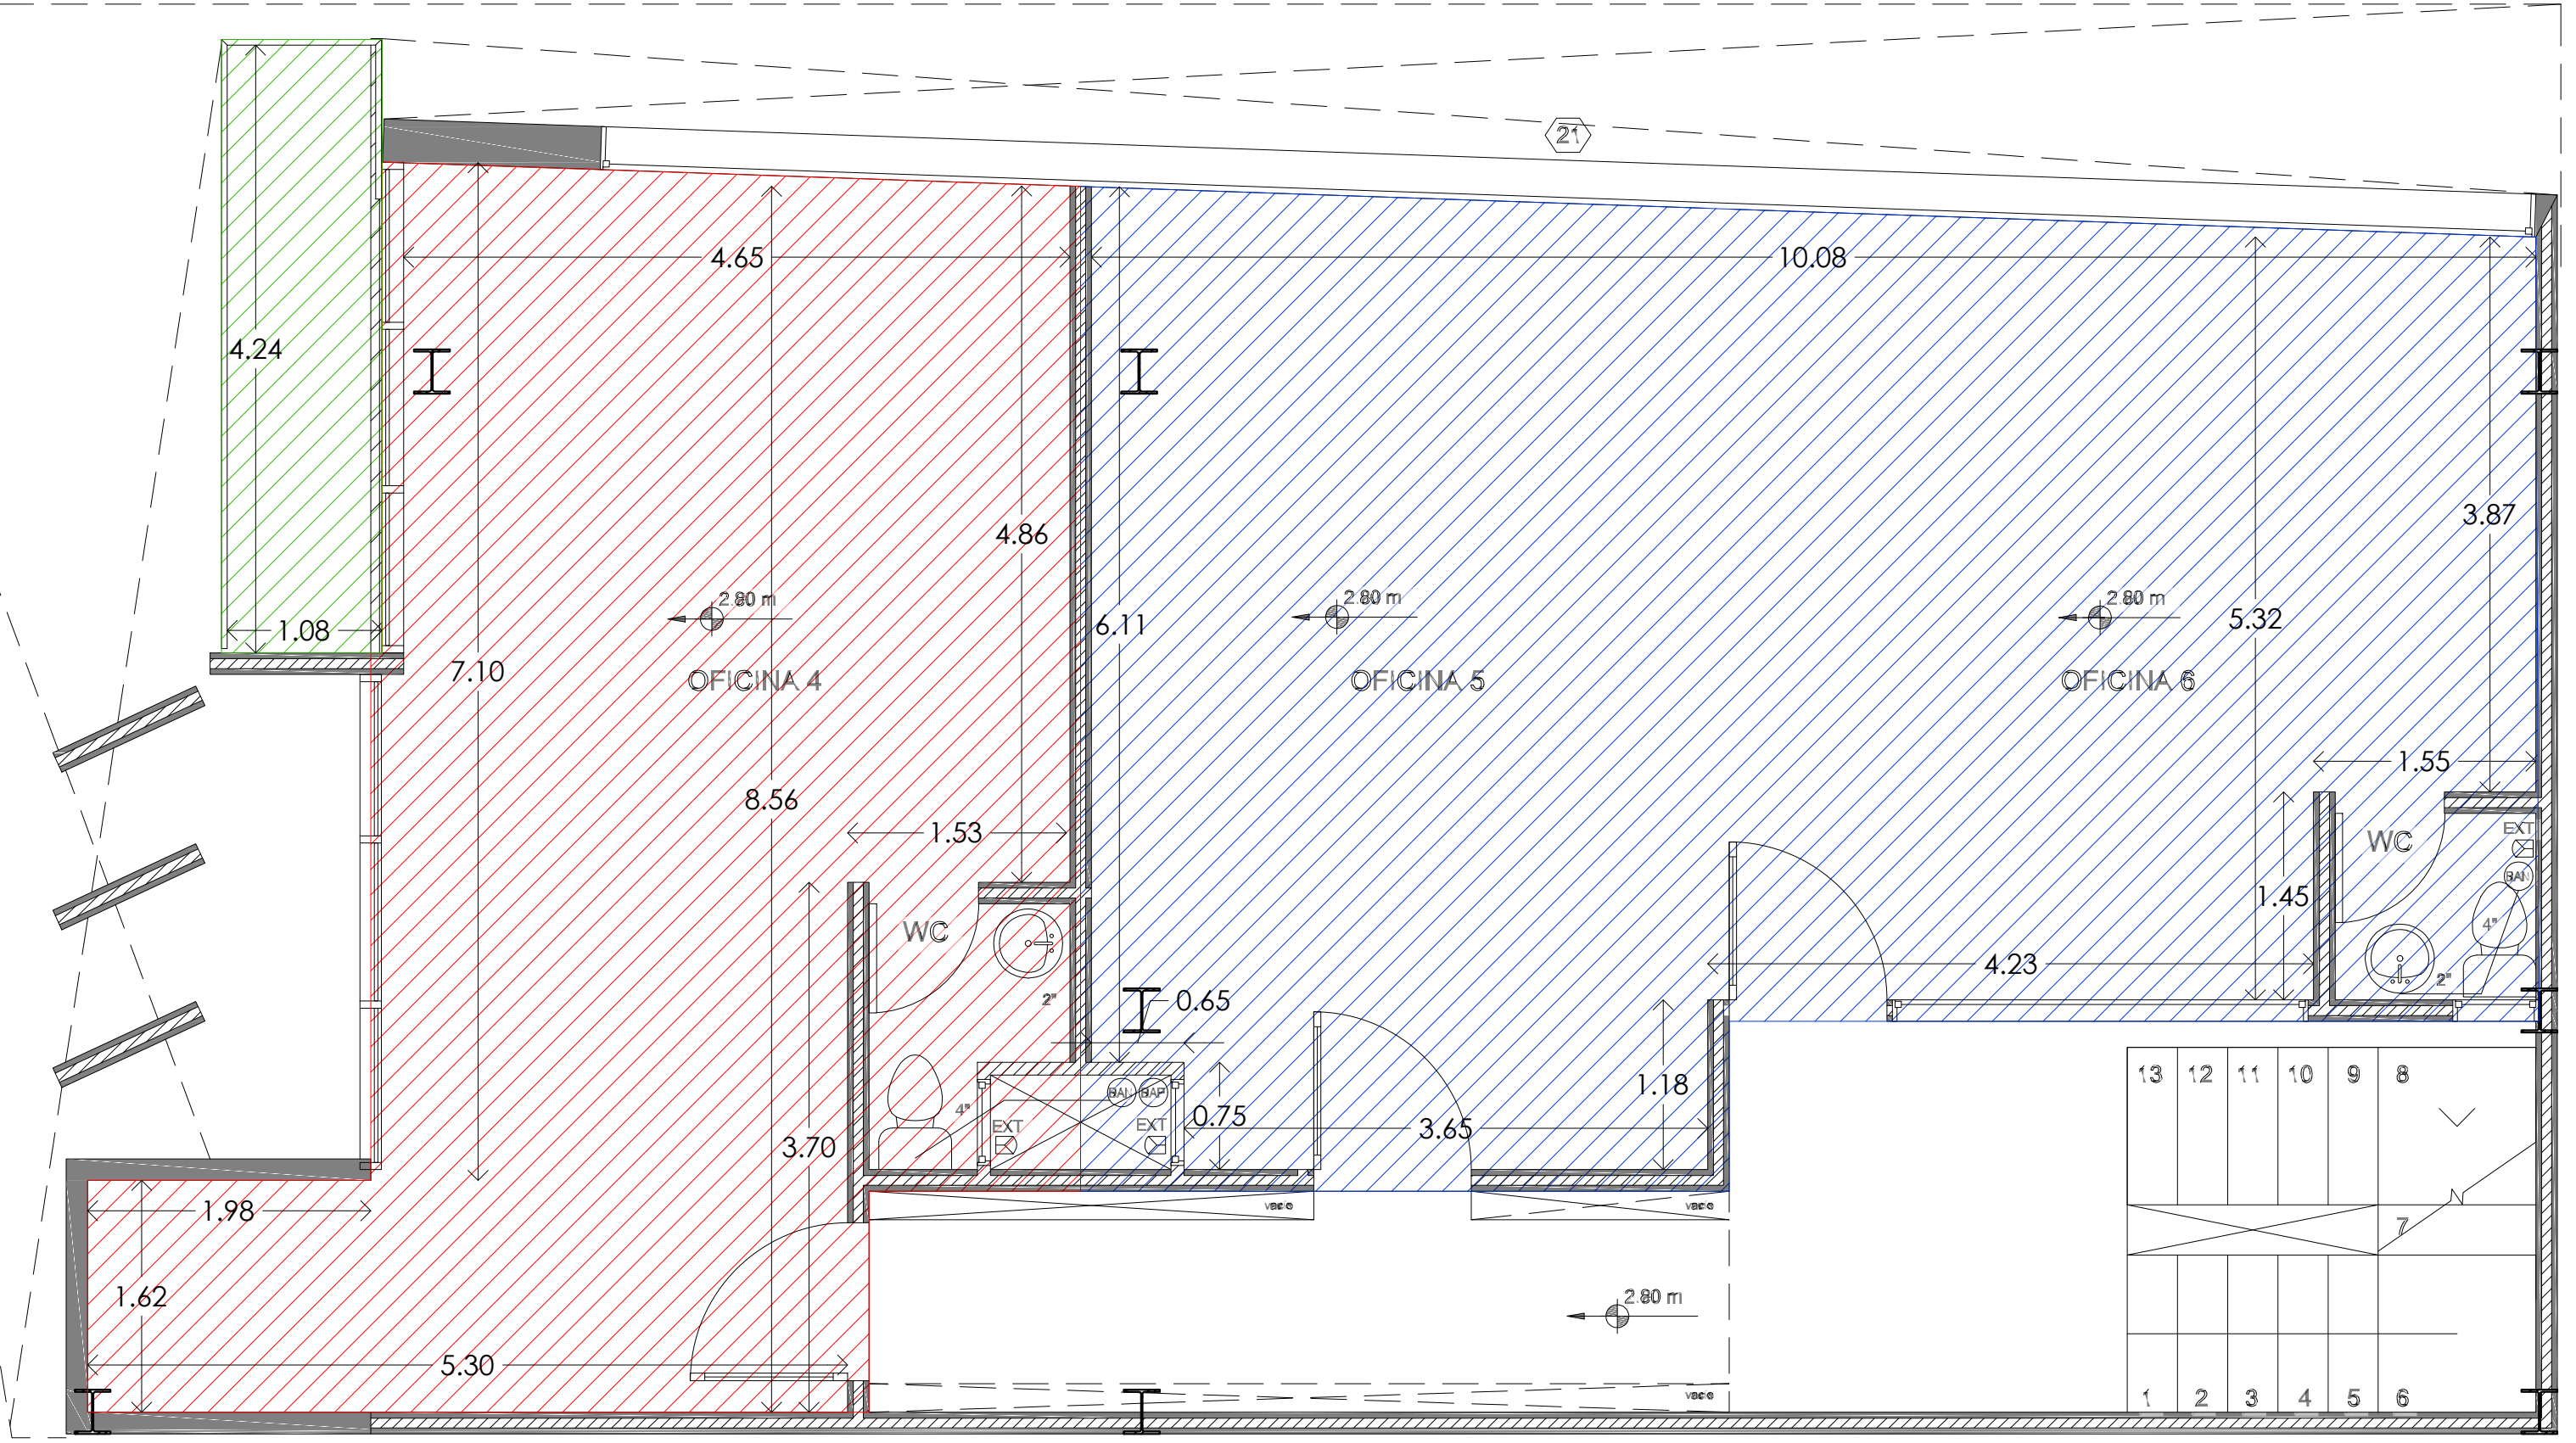 21
4.65
10.08
4.24
4.86
3.87
2.80 m
2.80 m
2.80 m
1.08
6.11
5.32
7.10
OFICINA 4
OFICINA 5
OFICINA 6
1.55
8.56
1.53
EXT
WC
BAN
1.45
4"
WC
4.23
2"
2"
0.65
13 12 11 10 9 8
1.18
BAN
BAP
4"
0.75
EXT
EXT
3.65
3.70
1.98
vacio
vacio
7
N
1.62
2.80 m
5.30
vacio
1 2 3 4 5 6